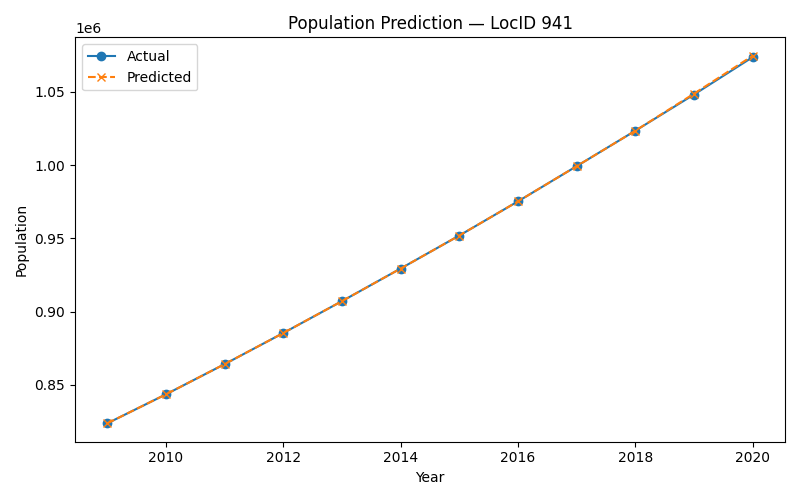 Population Prediction — LocID 941
1e6
Actual
Predicted
1.05
1.00
0.95
0.90
0.85
Population
2010 2012 2014 2016 2018 2020
Year